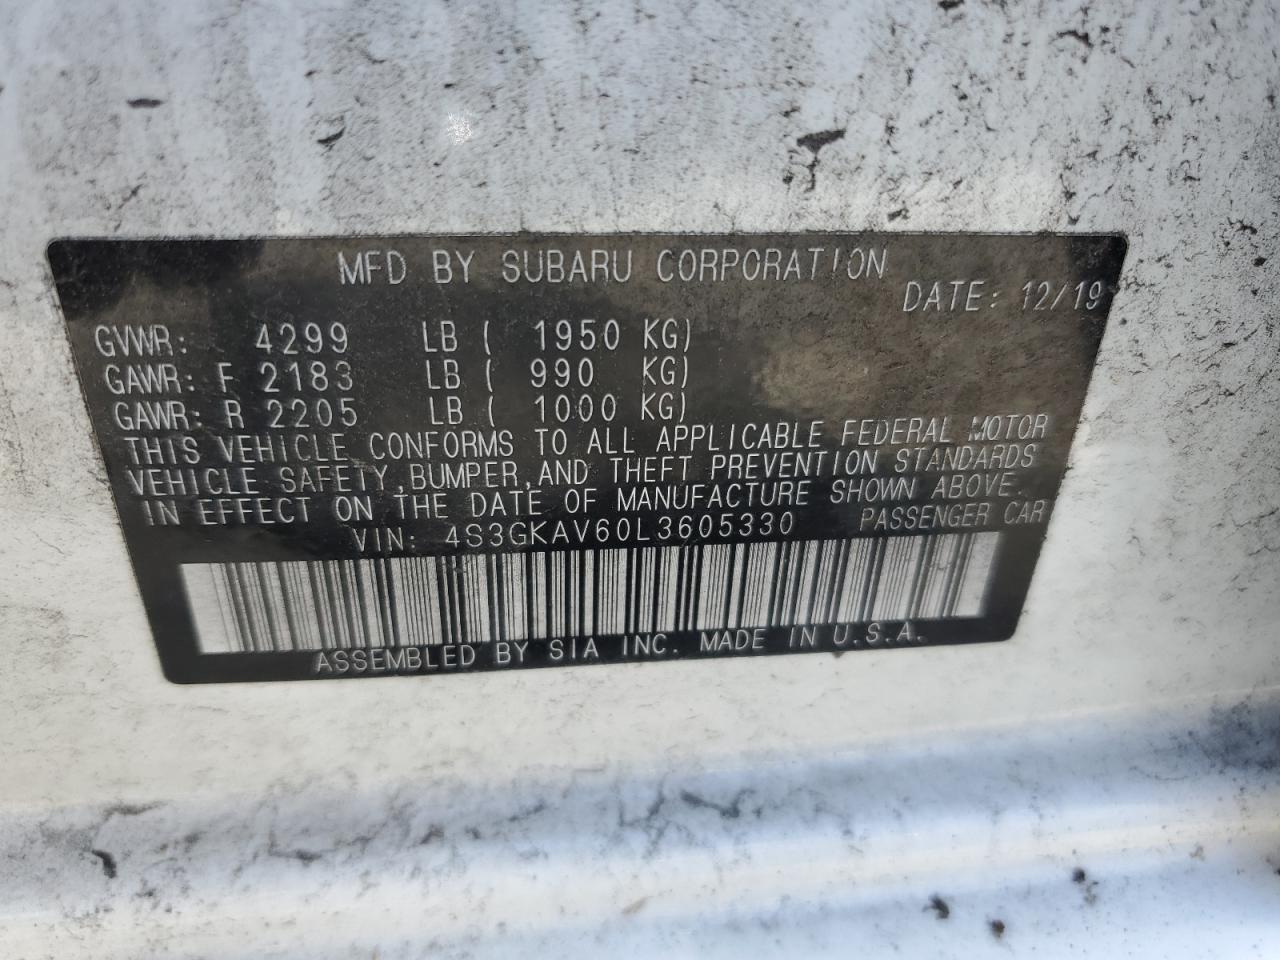 MFD BY SUBARU CORPORATION
DATE: 12/19
GVWR: 4299 LB ( 1950 KG)
GAWR: F 2183 LB ( 990 KG)
GAWR: R 2205 LB ( 1000 KG)
THIS VEHICLE CONFORMS TO ALL APPLICABLE FEDERAL MOTOR
VEHICLE SAFETY, BUMPER, AND THEFT PREVENTION STANDARDS
IN EFFECT ON THE DATE OF MANUFACTURE SHOWN ABOVE.
VIN: 4S3GKAV60L3605330 PASSENGER CAR
ASSEMBLED BY SIA INC. MADE IN U.S.A.